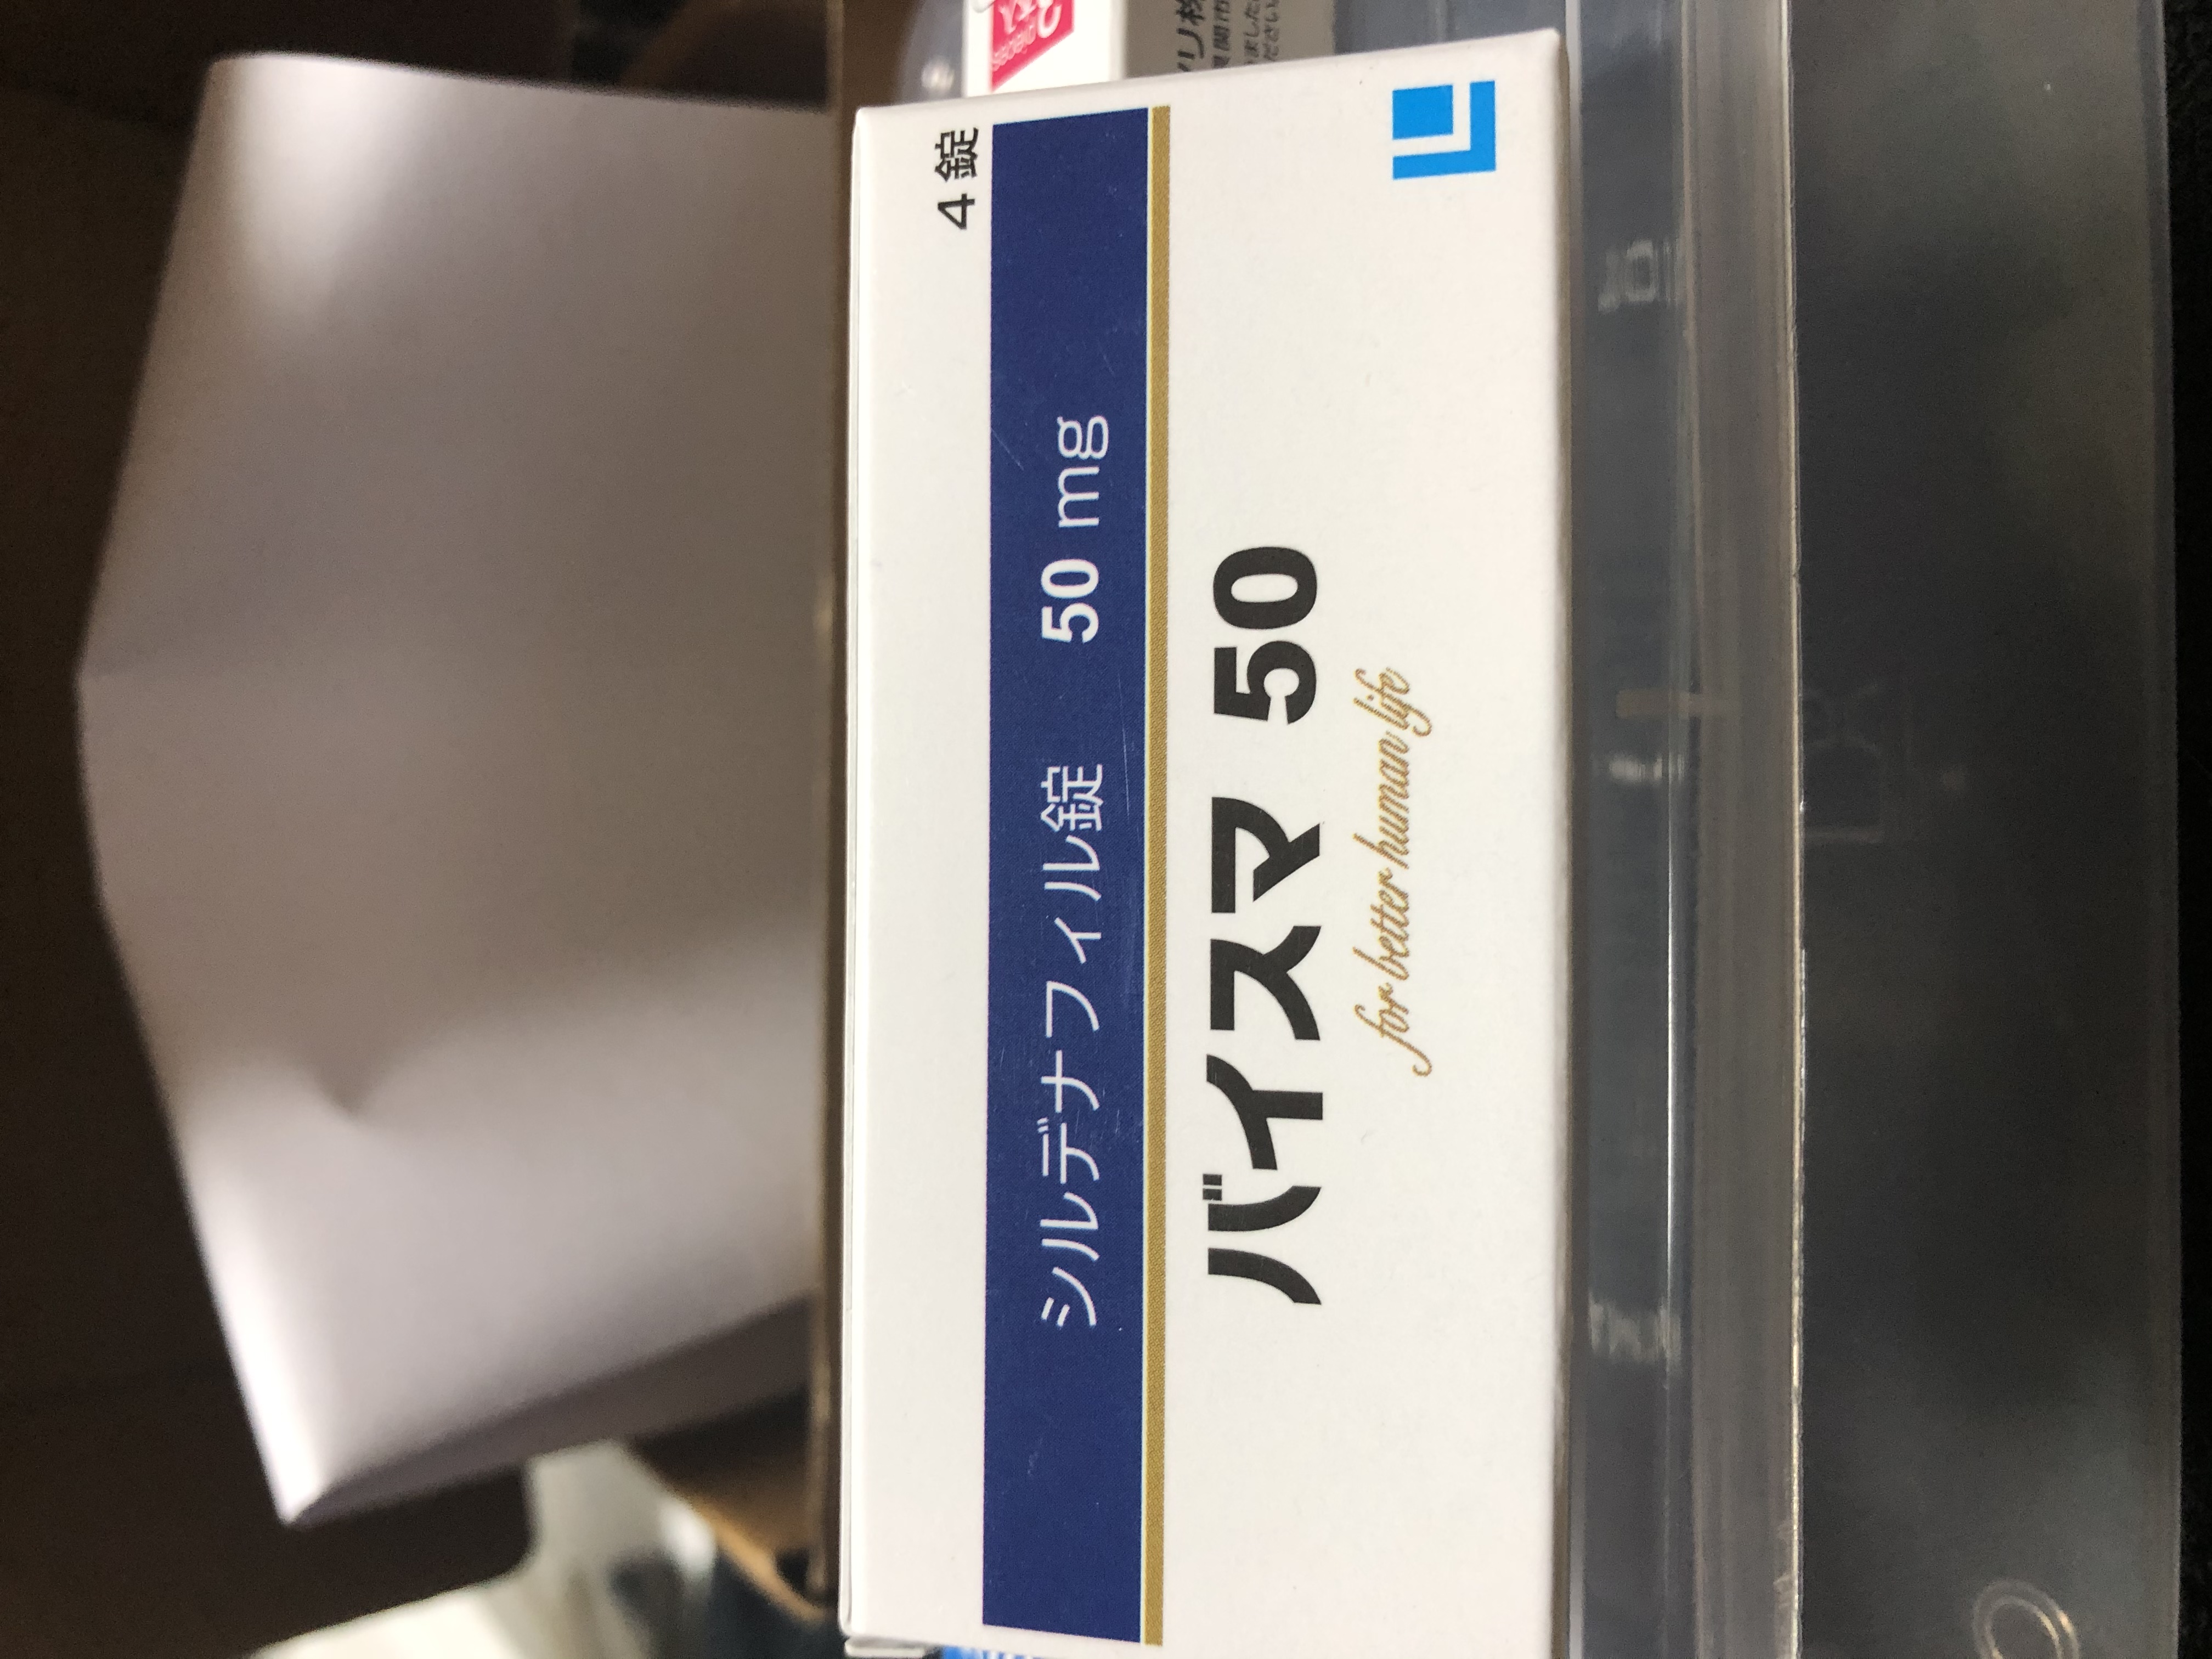 4 錠
シルデナフィル錠 50 mg
バイスマ 50
for better human life